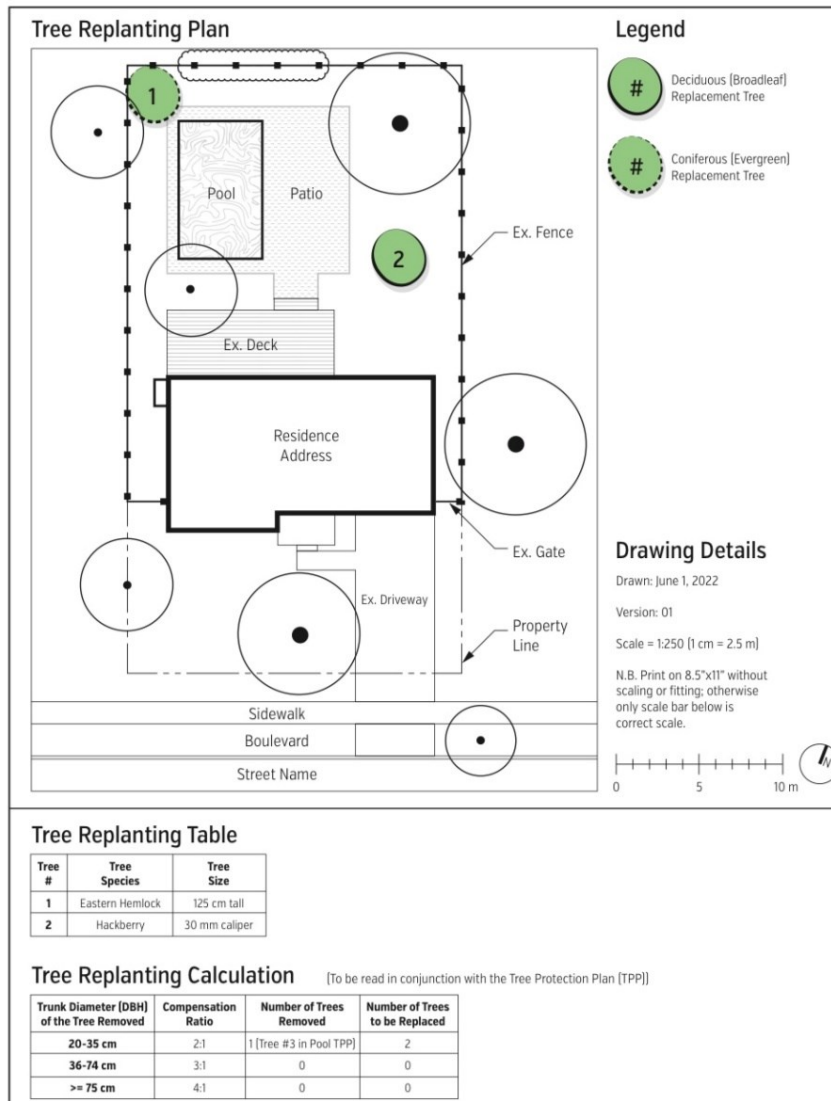 Tree Replanting Plan
1
Pool
Patio
2
Ex. Fence
Ex. Deck
Residence
Address
Ex. Gate
Ex. Driveway
Property
Line
Sidewalk
Boulevard
Street Name
Legend
#
Deciduous (Broadleaf)
Replacement Tree
#
Coniferous (Evergreen)
Replacement Tree
Drawing Details
Drawn: June 1, 2022
Version: 01
Scale = 1:250 (1 cm = 2.5 m)
N.B. Print on 8.5"x11" without
scaling or fitting; otherwise
only scale bar below is
correct scale.
0 5 10 m
N
Tree Replanting Table
Tree # Tree Species Tree Size
1 Eastern Hemlock 125 cm tall
2 Hackberry 30 mm caliper
Tree Replanting Calculation (To be read in conjunction with the Tree Protection Plan (TPP))
Trunk Diameter (DBH) of the Tree Removed Compensation Ratio Number of Trees Removed Number of Trees to be Replaced
20-35 cm 2:1 1 (Tree #3 in Pool TPP) 2
36-74 cm 3:1 0 0
>= 75 cm 4:1 0 0